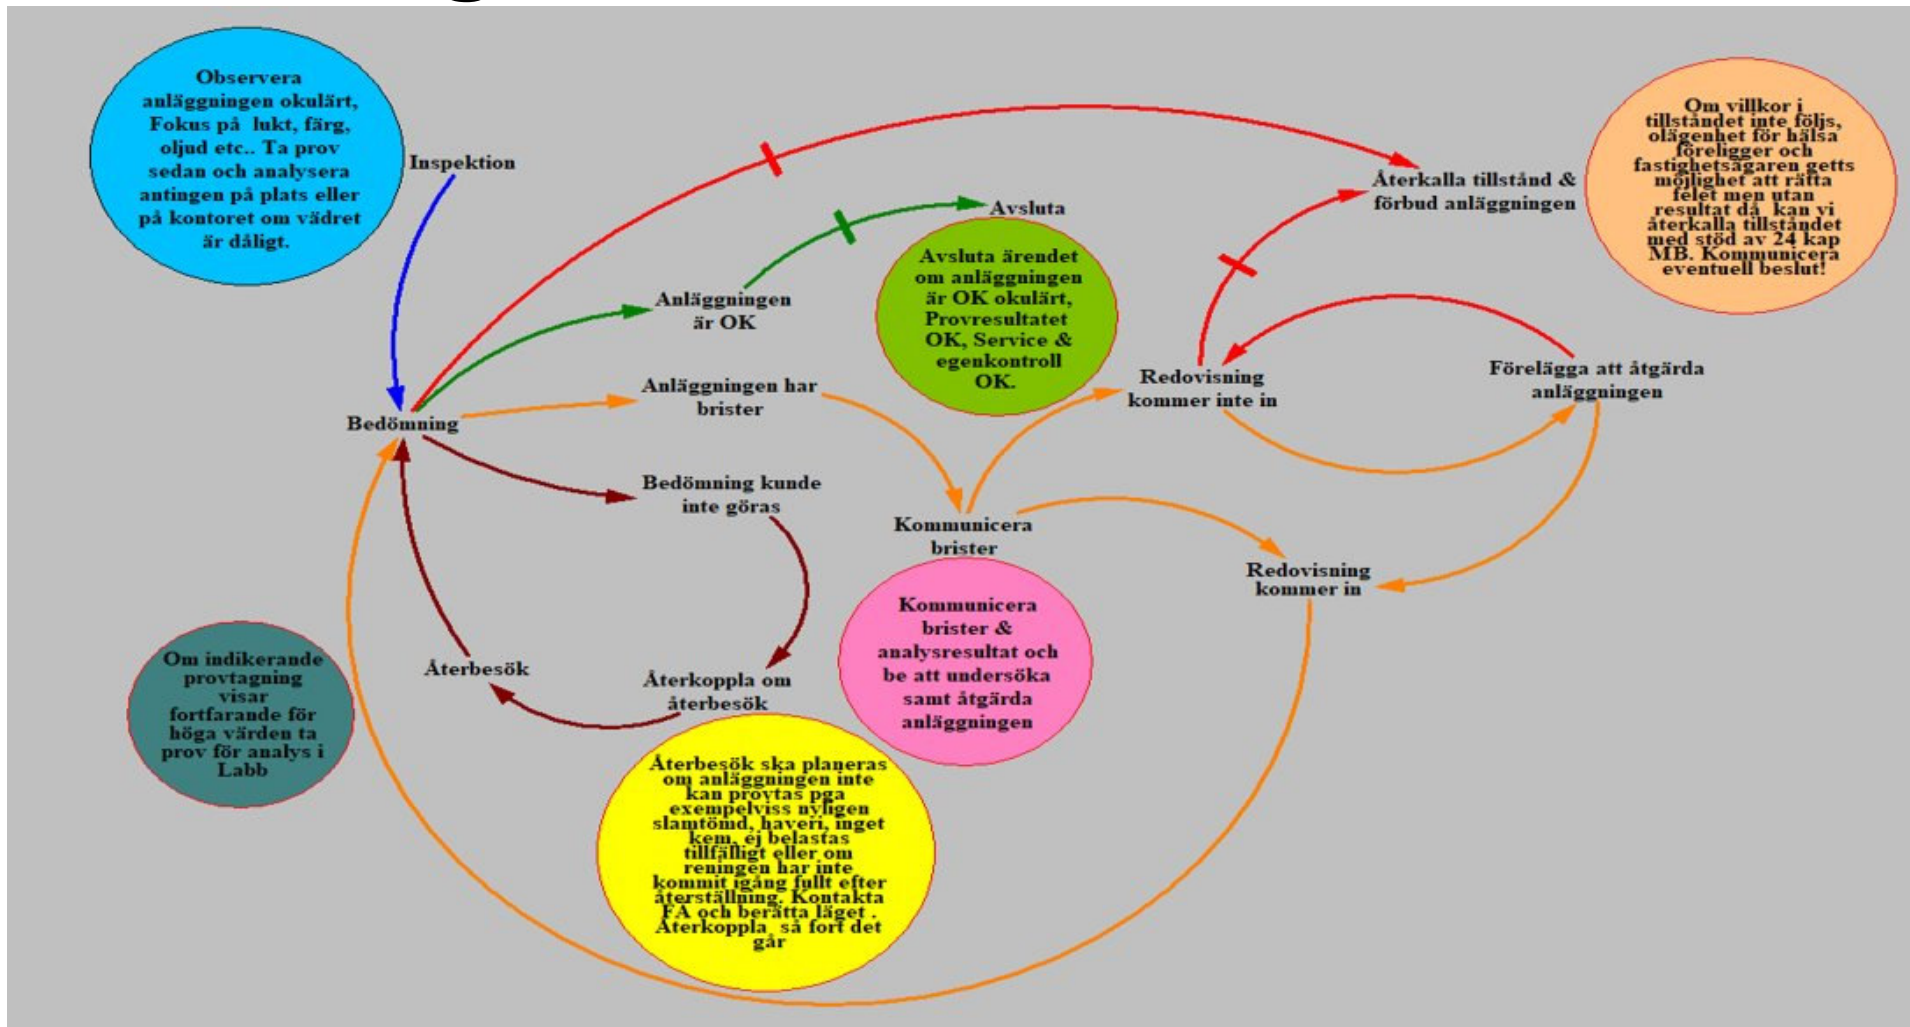 Observera
anläggningen okulärt,
Fokus på lukt, färg,
oljud etc.. Ta prov
sedan och analysera
antingen på plats eller
på kontoret om vädret
är dåligt.
Inspektion
Om villkor i
tillståndet inte följs,
olägenhet för hälsa
föreligger och
fastighetsägaren getts
möjlighet att rätta
felet men utan
resultat då kan vi
återkalla tillståndet
med stöd av 24 kap
MB. Kommunicera
eventuell beslut!
Återkalla tillstånd &
förbud anläggningen
Avsluta
Avsluta ärendet
om anläggningen
är OK okulärt,
Provresultatet
OK, Service &
egenkontroll
OK.
Anläggningen
är OK
Anläggningen har
brister
Redovisning
kommer inte in
Förelägga att åtgärda
anläggningen
Bedömning
Bedömning kunde
inte göras
Kommunicera
brister
Redovisning
kommer in
Kommunicera
brister &
analysresultat och
be att undersöka
samt åtgärda
anläggningen
Återbesök
Återkoppla om
återbesök
Om indikerande
provtagning
visar
fortfarande för
höga värden ta
prov för analys i
Labb
Återbesök ska planeras
om anläggningen inte
kan provtas pga
exempelviss nyligen
slamtömd, haveri, inget
kem, ej belastas
tillfälligt eller om
reningen har inte
kommit igång fullt efter
återställning. Kontakta
FA och berätta läget .
Återkoppla så fort det
går